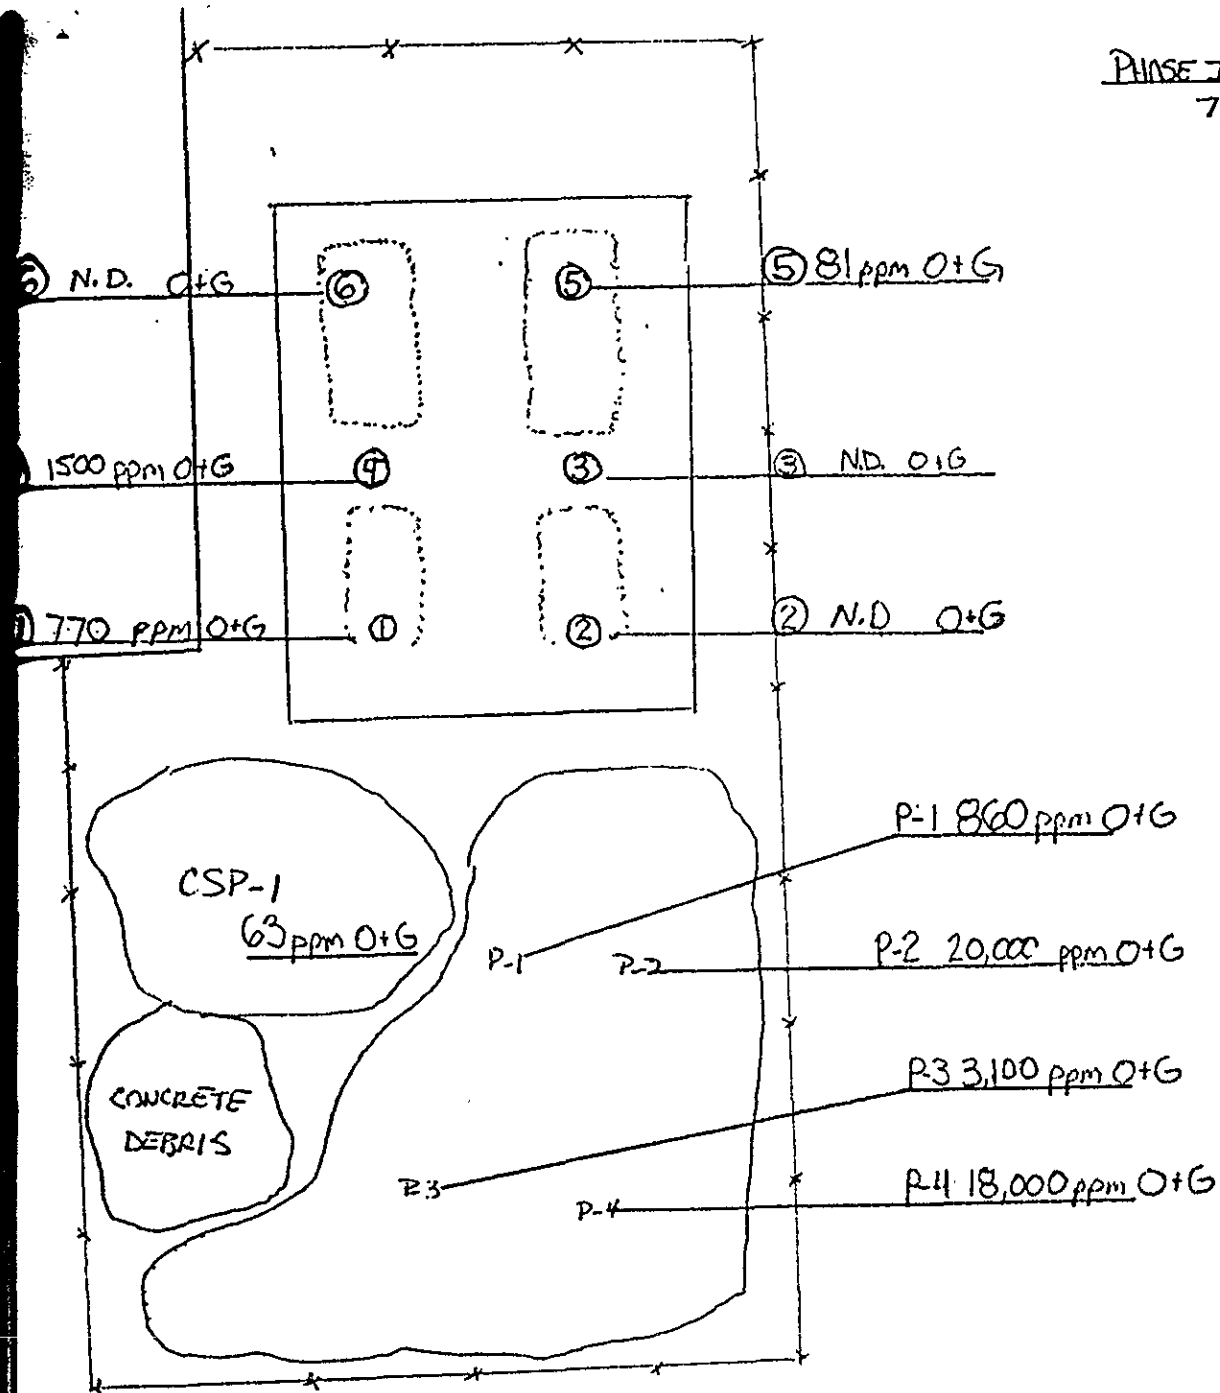 PHASE
7
⑥ N.D. O+G
⑥
⑤
⑤ 81 ppm O+G
1500 ppm O+G
④
③
③ N.D. O+G
① 770 ppm O+G
①
②
② N.D O+G
CSP-1
63 ppm O+G
P-1
P-1 860 ppm O+G
P-2
P-2 20,000 ppm O+G
CONCRETE
DEBRIS
P-3
P-3 3,100 ppm O+G
P-4
P-4 18,000 ppm O+G